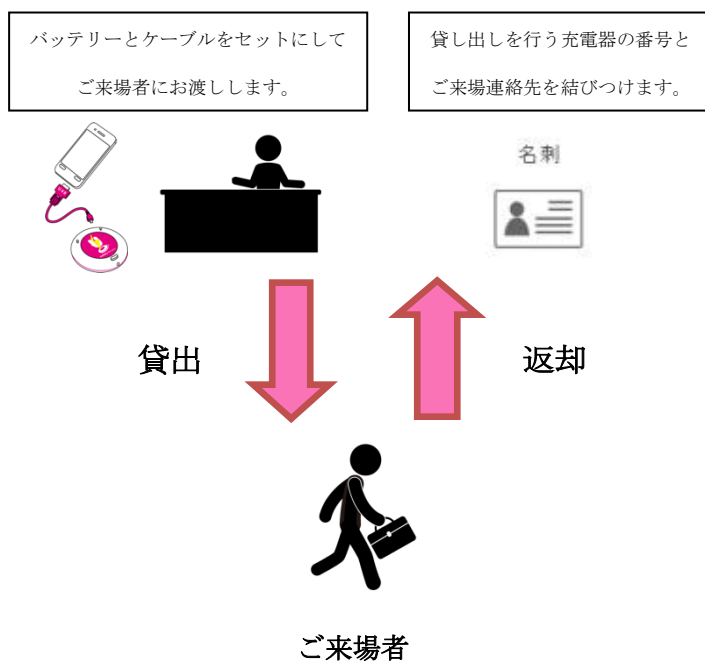 バッテリーとケーブルをセットにして
ご来場者にお渡しします。
貸し出しを行う充電器の番号と
ご来場連絡先を結びつけます。
名刺
貸出
返却
ご来場者